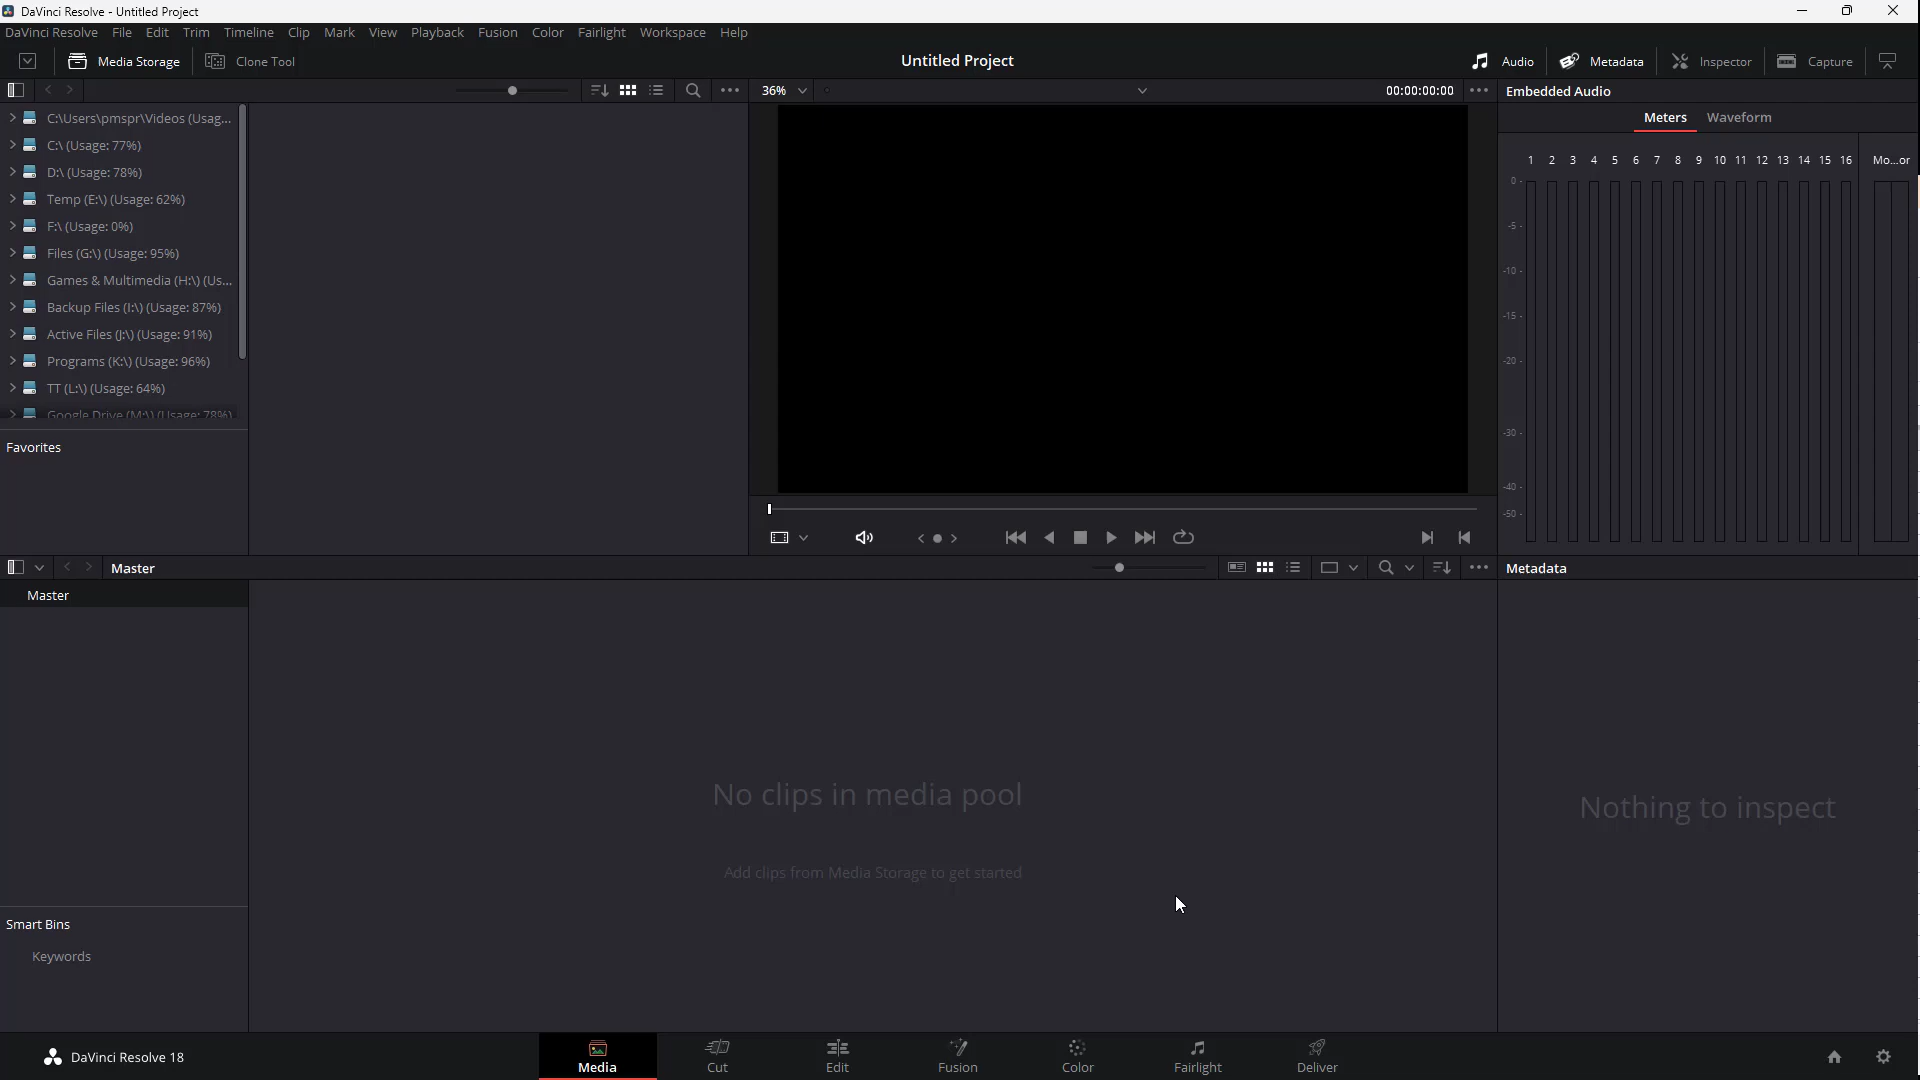 DaVinci Resolve - Untitled Project
DaVinci Resolve File Edit Trim Timeline Clip Mark View Playback Fusion Color Fairlight Workspace Help
Media Storage Clone Tool Untitled Project Audio Metadata Inspector Capture
36% 00:00:00:00 Embedded Audio
Meters Waveform
C:\Users\pmspr\Videos (Usag...
C:\ (Usage: 77%)
D:\ (Usage: 78%)
Temp (E:\) (Usage: 62%)
F:\ (Usage: 0%)
Files (G:\) (Usage: 95%)
Games & Multimedia (H:\) (Us...
Backup Files (I:\) (Usage: 87%)
Active Files (J:\) (Usage: 91%)
Programs (K:\) (Usage: 96%)
TT (L:\) (Usage: 64%)
Google Drive (M:\) (Usage: 78%)
Favorites
1 2 3 4 5 6 7 8 9 10 11 12 13 14 15 16 Mo...or
0
-5
-10
-15
-20
-30
-40
-50
Master
Metadata
Master
No clips in media pool
Add clips from Media Storage to get started
Nothing to inspect
Smart Bins
Keywords
DaVinci Resolve 18
Media Cut Edit Fusion Color Fairlight Deliver